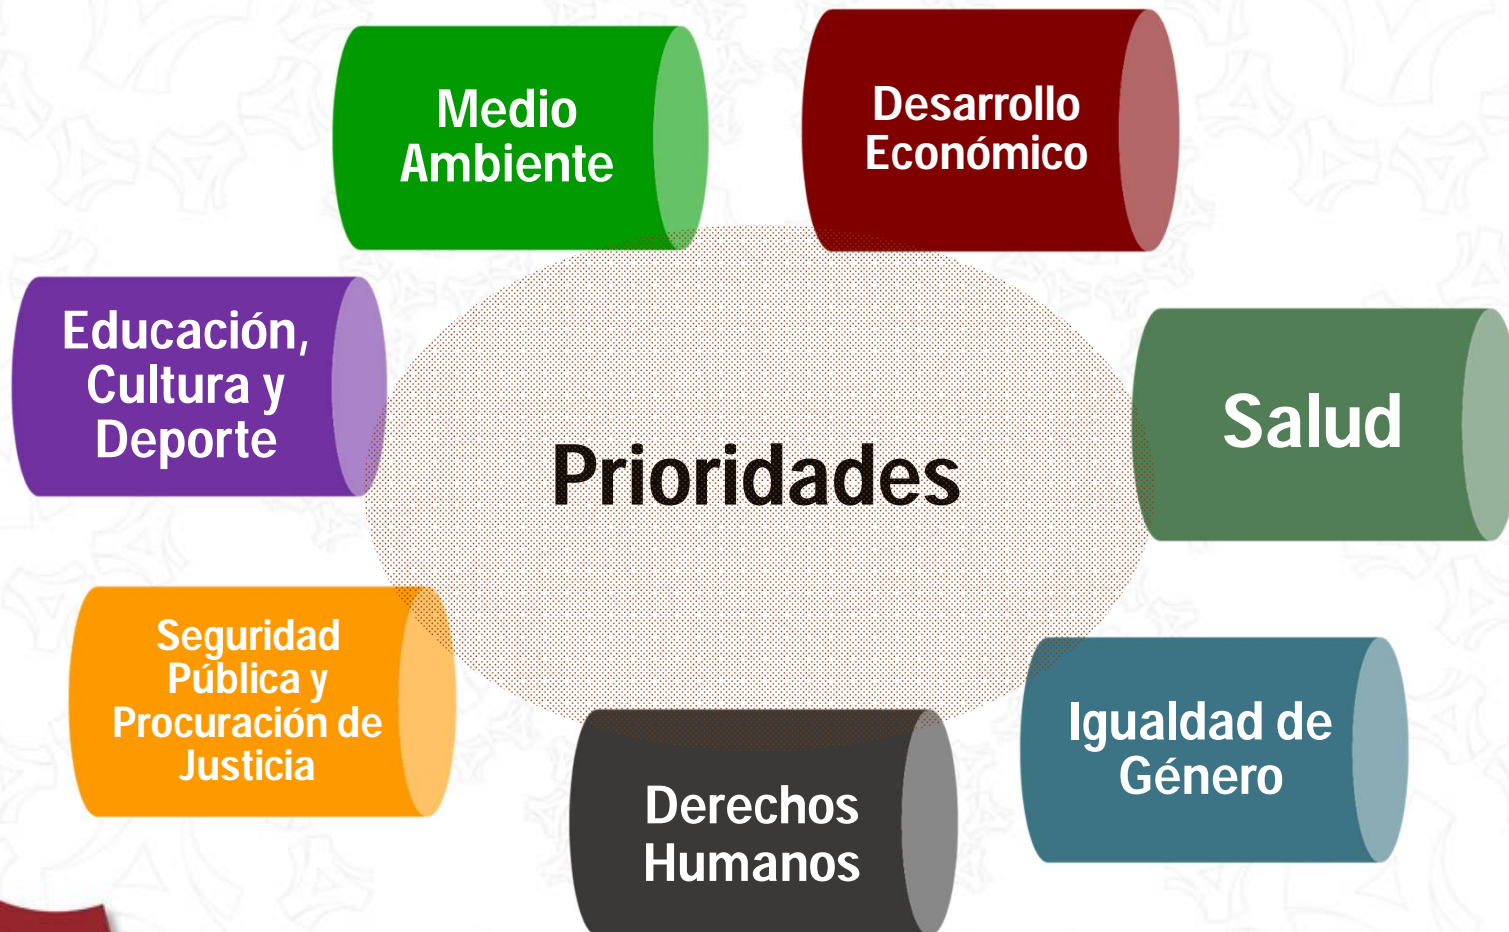 Medio
Ambiente
Desarrollo
Económico
Educación,
Cultura y
Deporte
Salud
Prioridades
Seguridad
Pública y
Procuración de
Justicia
Igualdad de
Género
Derechos
Humanos